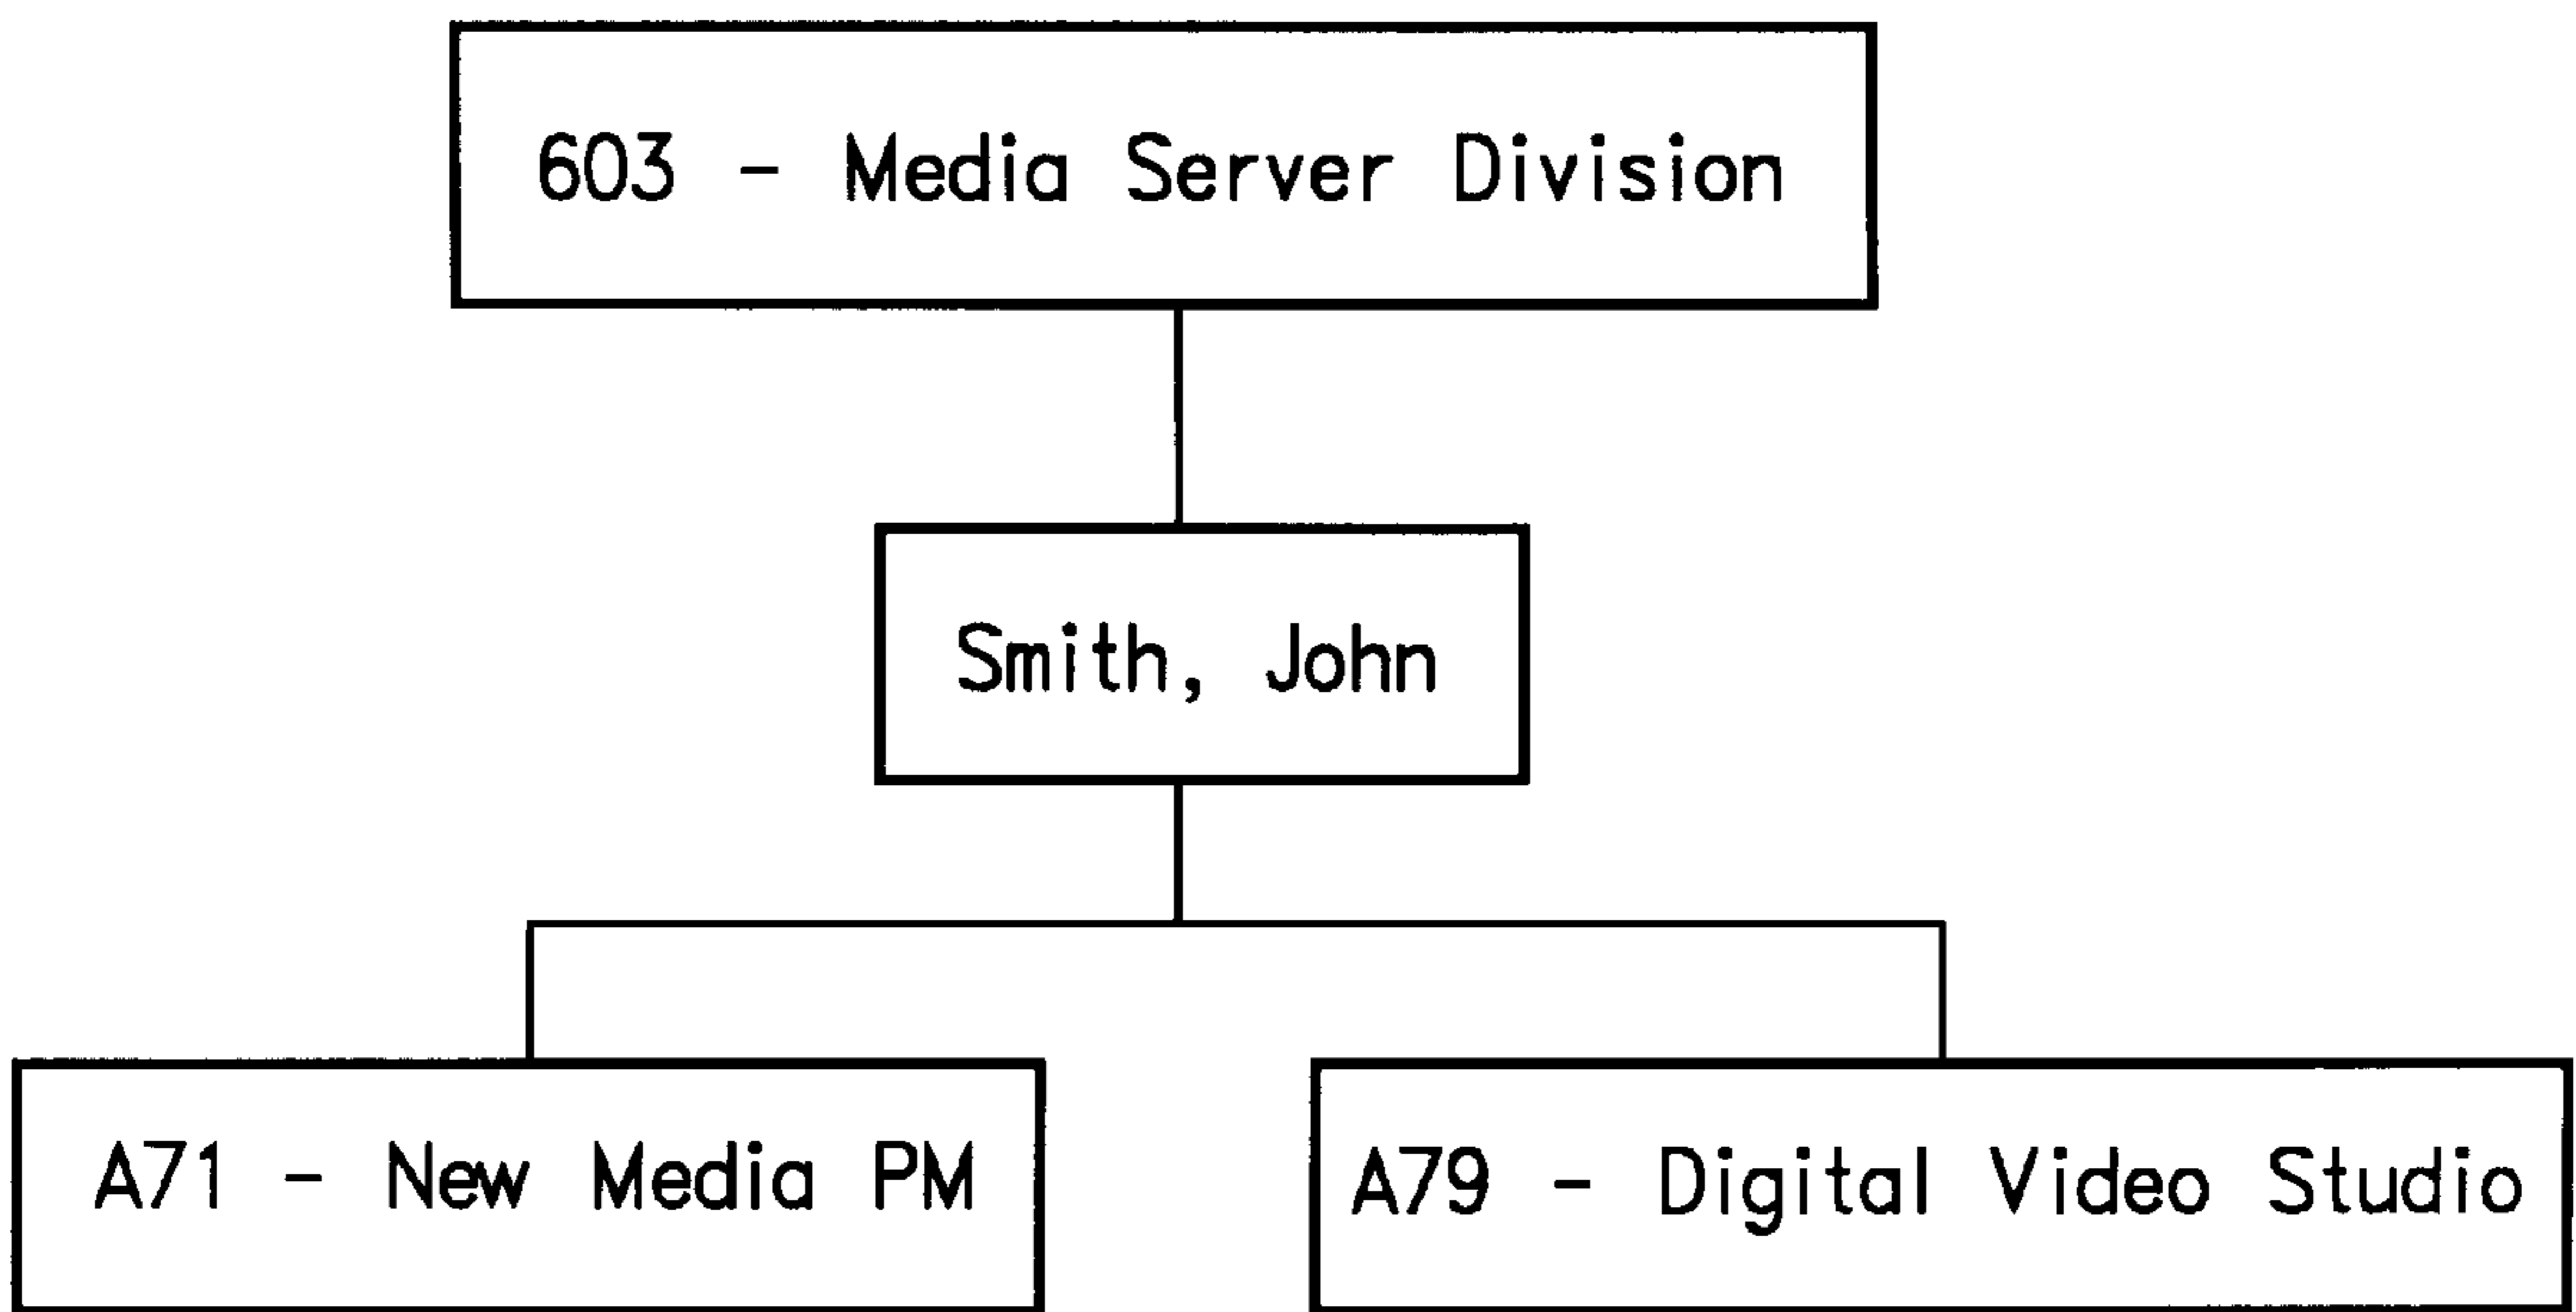 603 - Media Server Division
Smith, John
A71 - New Media PM
A79 - Digital Video Studio